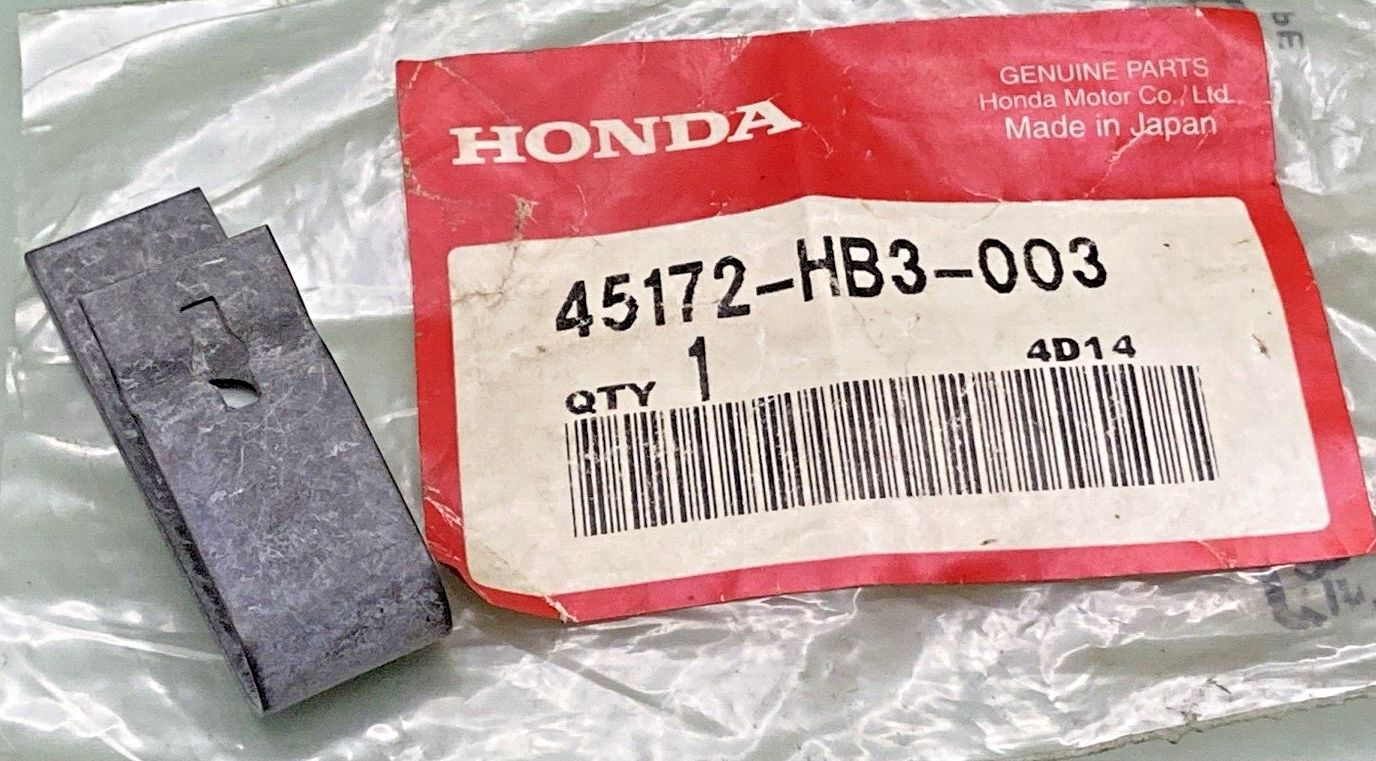 HONDA
GENUINE PARTS
Honda Motor Co., Ltd.
Made in Japan
45172-HB3-003
QTY 1
4D14